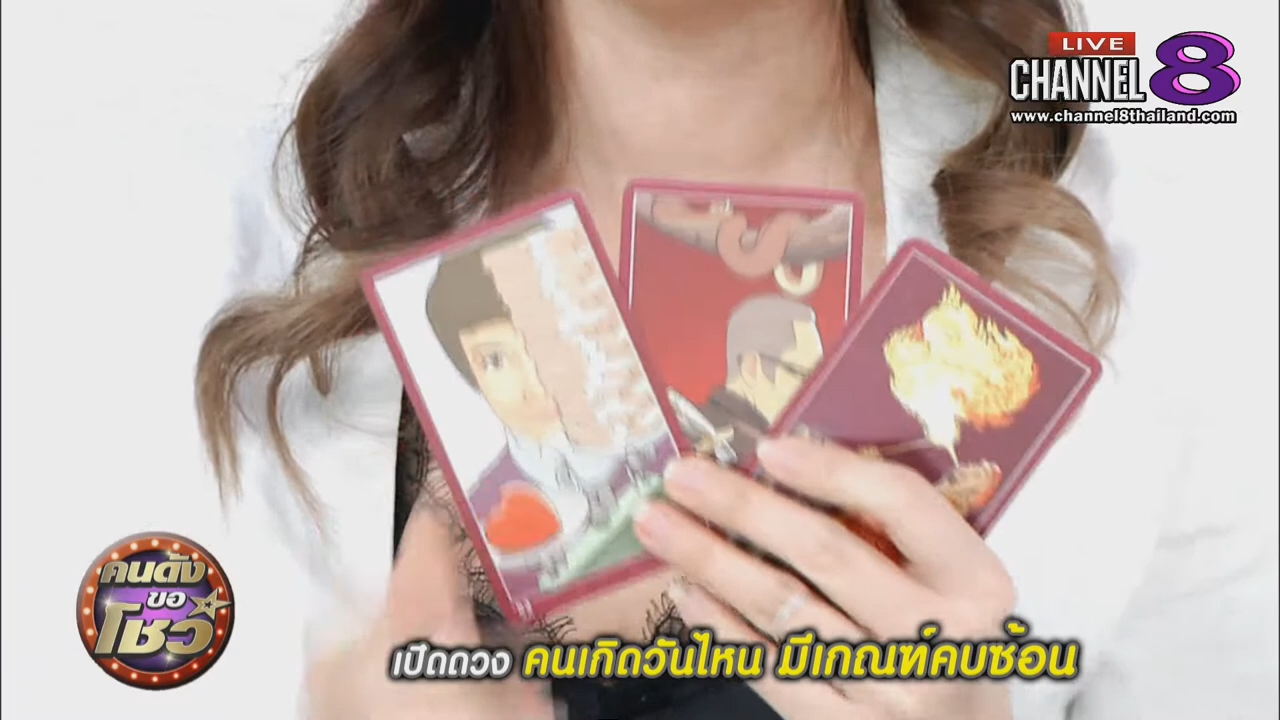 LIVE
CHANNEL 8
www.channel8thailand.com
คนดัง
ขอ
โชว์
เปิดดวง คนเกิดวันไหน มีเกณฑ์คบซ้อน